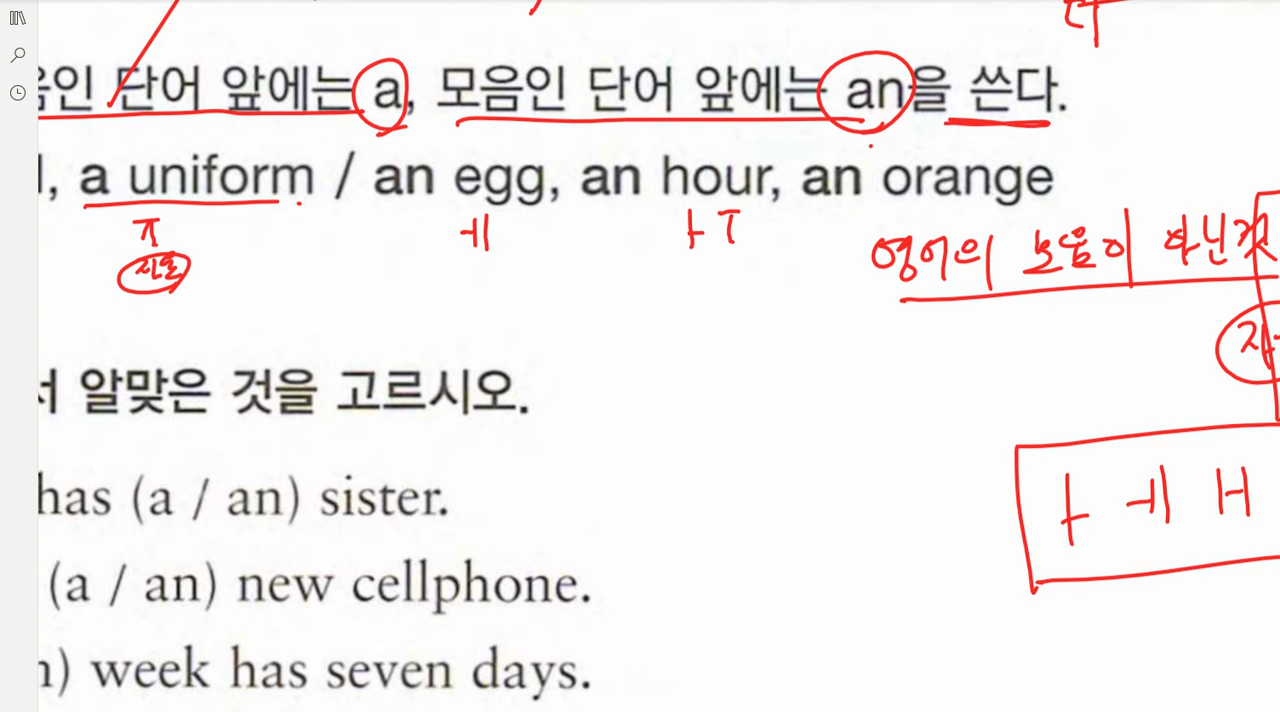 음인 단어 앞에는 a, 모음인 단어 앞에는 an을 쓴다.
l, a uniform / an egg, an hour, an orange
ㅠ ㅔ ㅏㅜ
자음
영어의 모음이 아닌것
자
서 알맞은 것을 고르시오.
has (a / an) sister.
ㅏ ㅔ ㅐ
(a / an) new cellphone.
n) week has seven days.